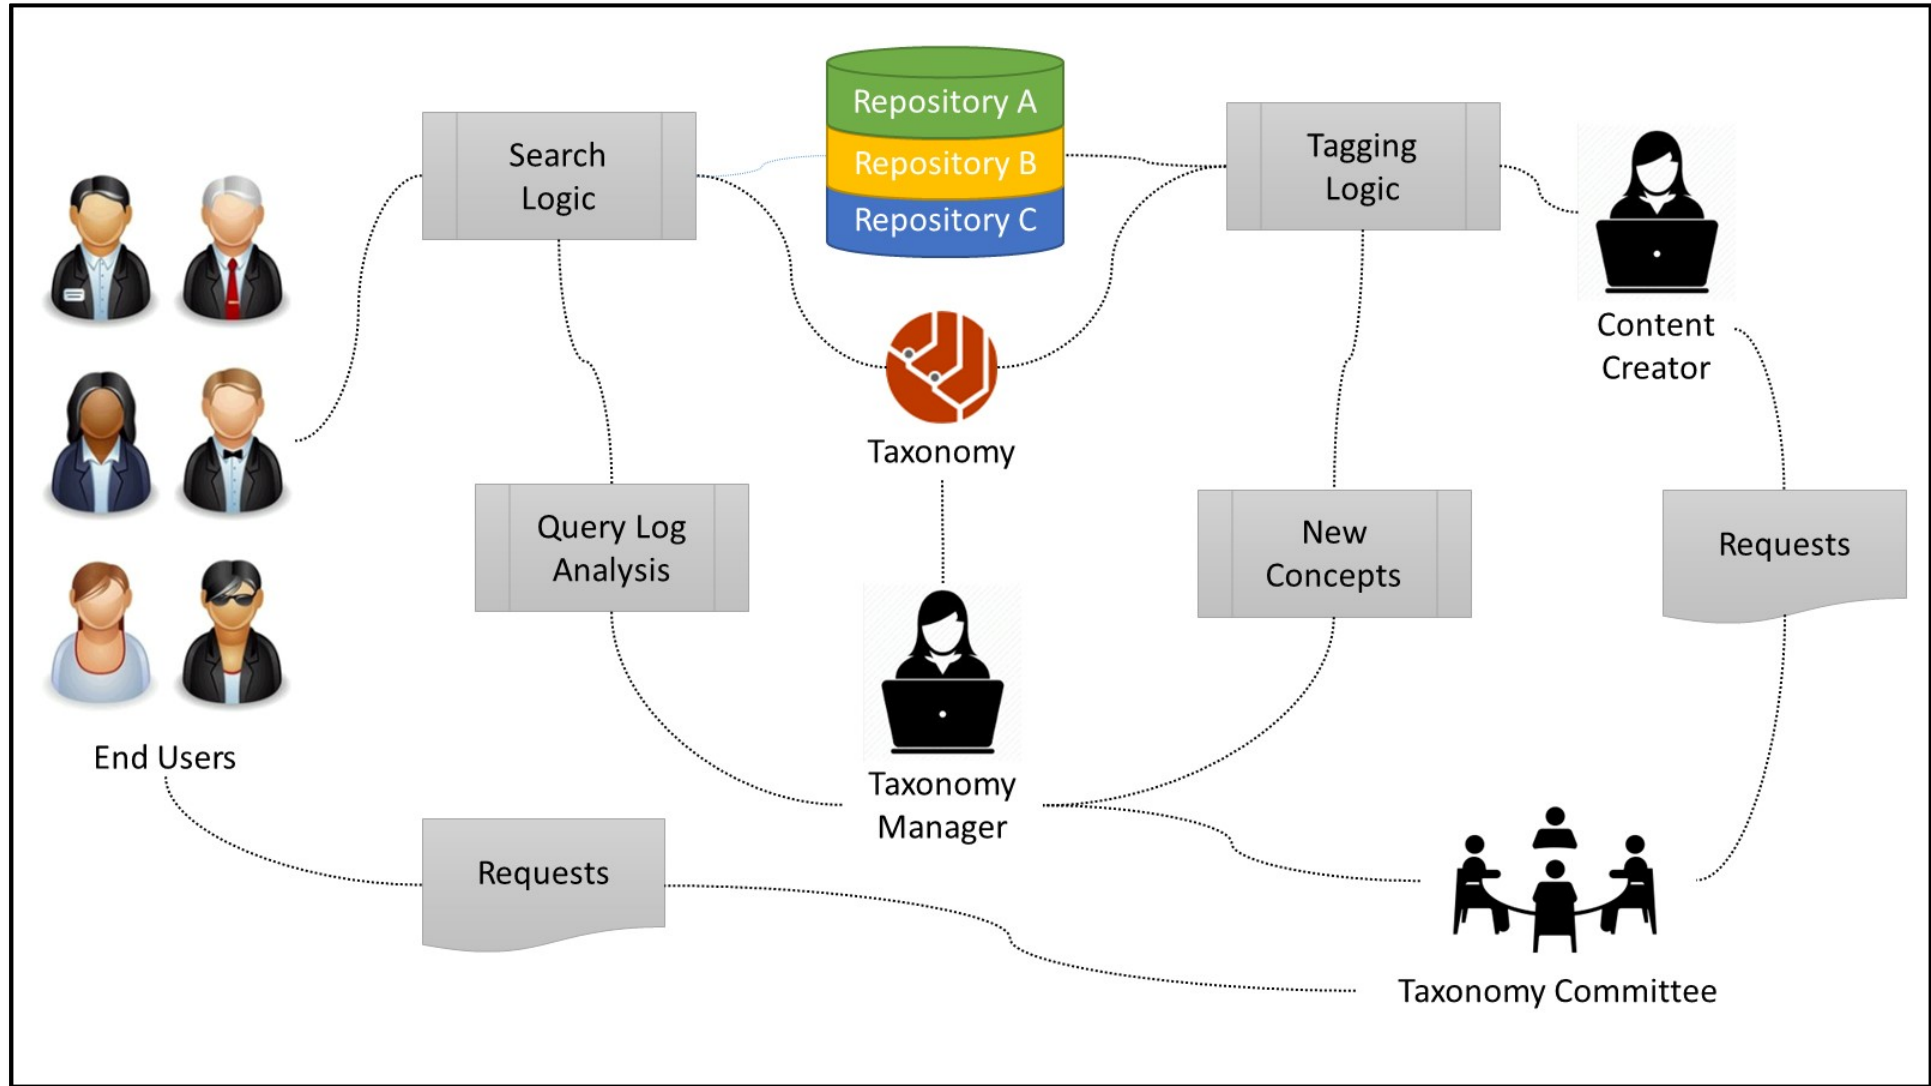 Repository A
Repository B
Repository C
Search
Logic
Tagging
Logic
Content
Creator
Taxonomy
Query Log
Analysis
New
Concepts
Requests
End Users
Taxonomy
Manager
Requests
Taxonomy Committee